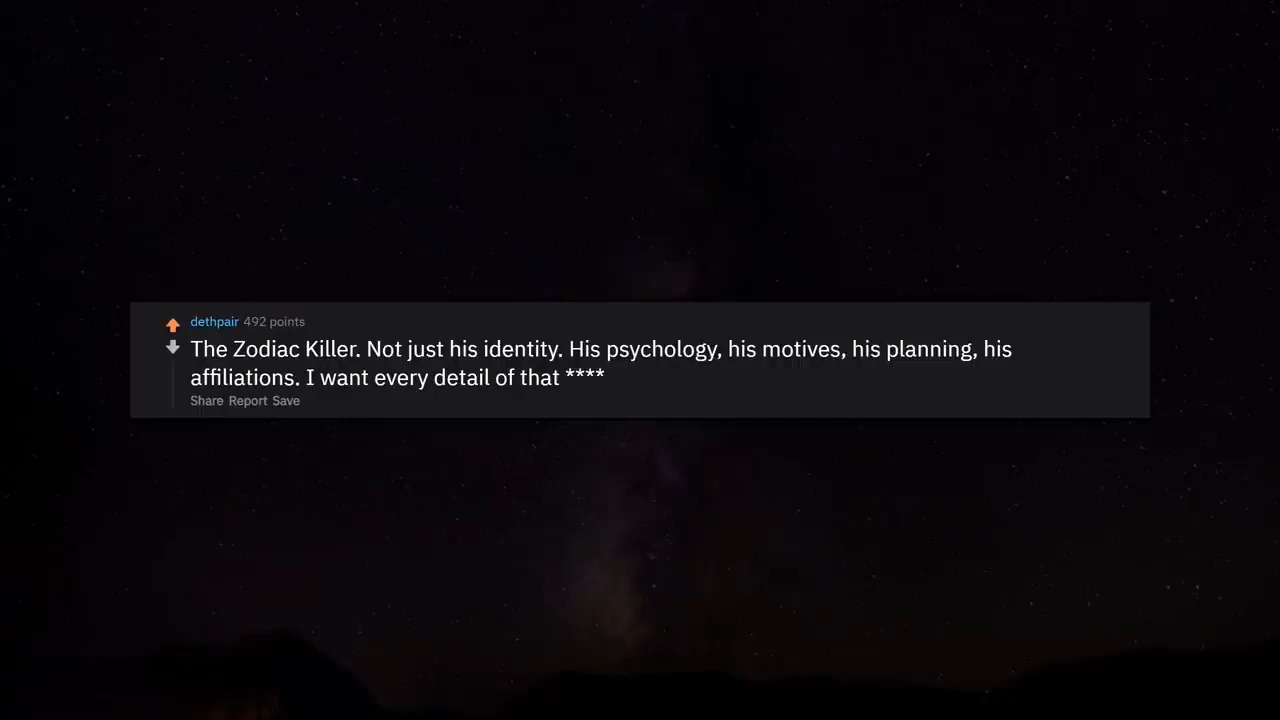 dethpair 492 points
The Zodiac Killer. Not just his identity. His psychology, his motives, his planning, his
affiliations. I want every detail of that ****
Share Report Save